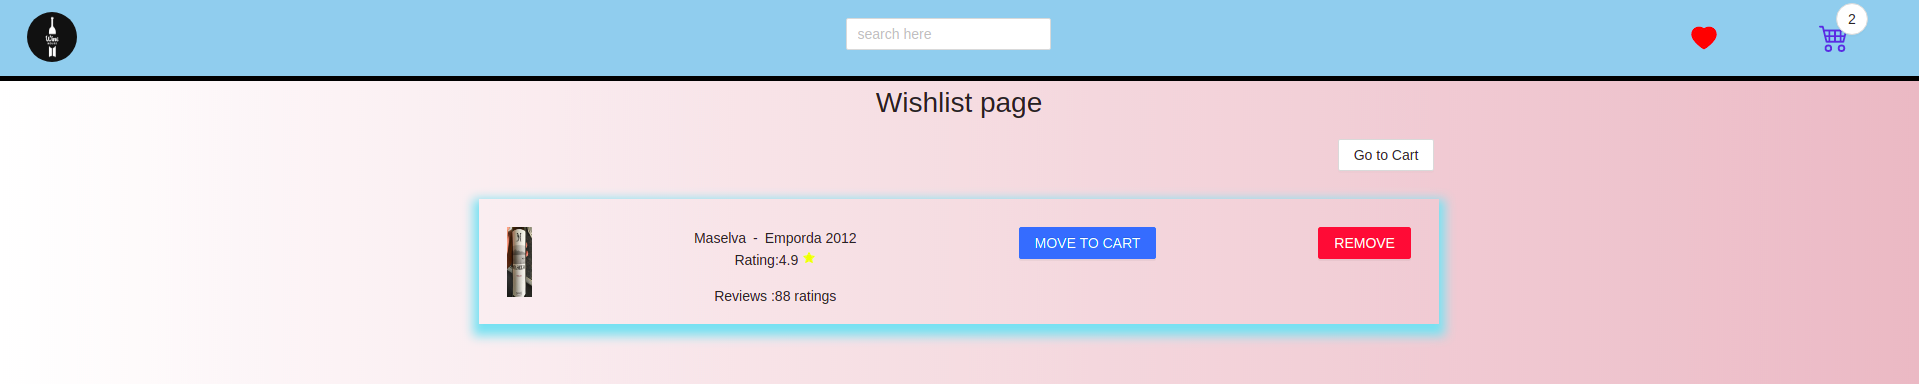 Wine
search here
2
Wishlist page
Go to Cart
Maselva - Emporda 2012
MOVE TO CART
REMOVE
Rating:4.9
Reviews :88 ratings